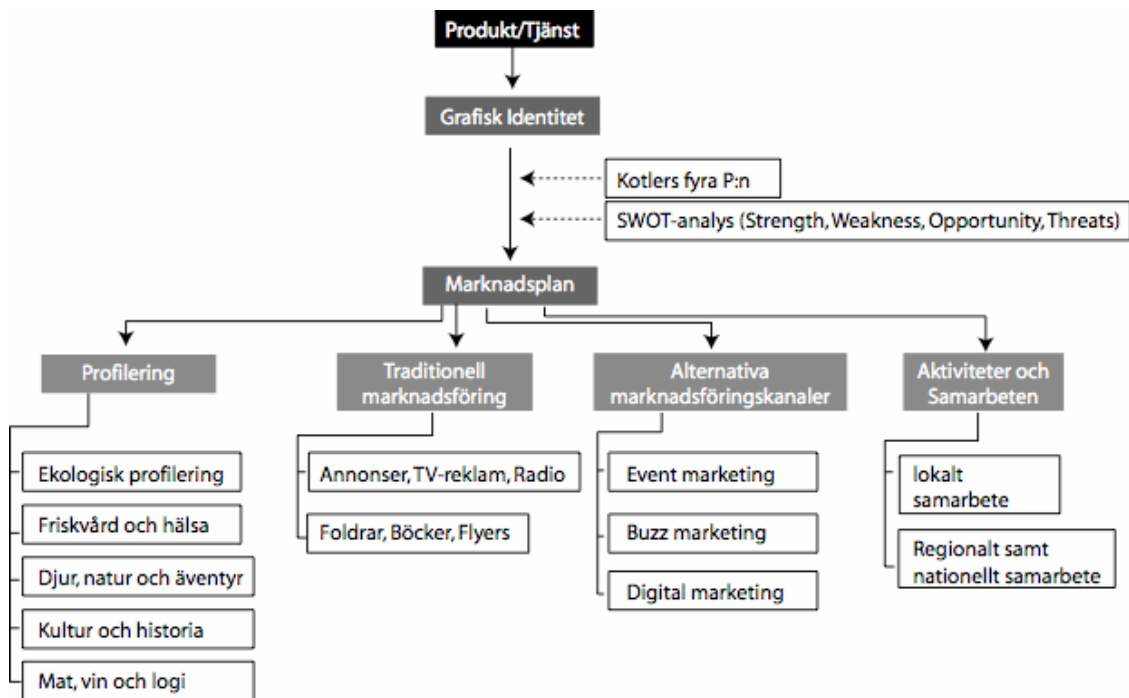 Produkt/Tjänst
Grafisk Identitet
Kotlers fyra P:n
SWOT-analys (Strength, Weakness, Opportunity, Threats)
Marknadsplan
Profilering
Ekologisk profilering
Friskvård och hälsa
Djur, natur och äventyr
Kultur och historia
Mat, vin och logi
Traditionell
marknadsföring
Annonser, TV-reklam, Radio
Foldrar, Böcker, Flyers
Alternativa
marknadsföringskanaler
Event marketing
Buzz marketing
Digital marketing
Aktiviteter och
Samarbeten
lokalt
samarbete
Regionalt samt
nationellt samarbete